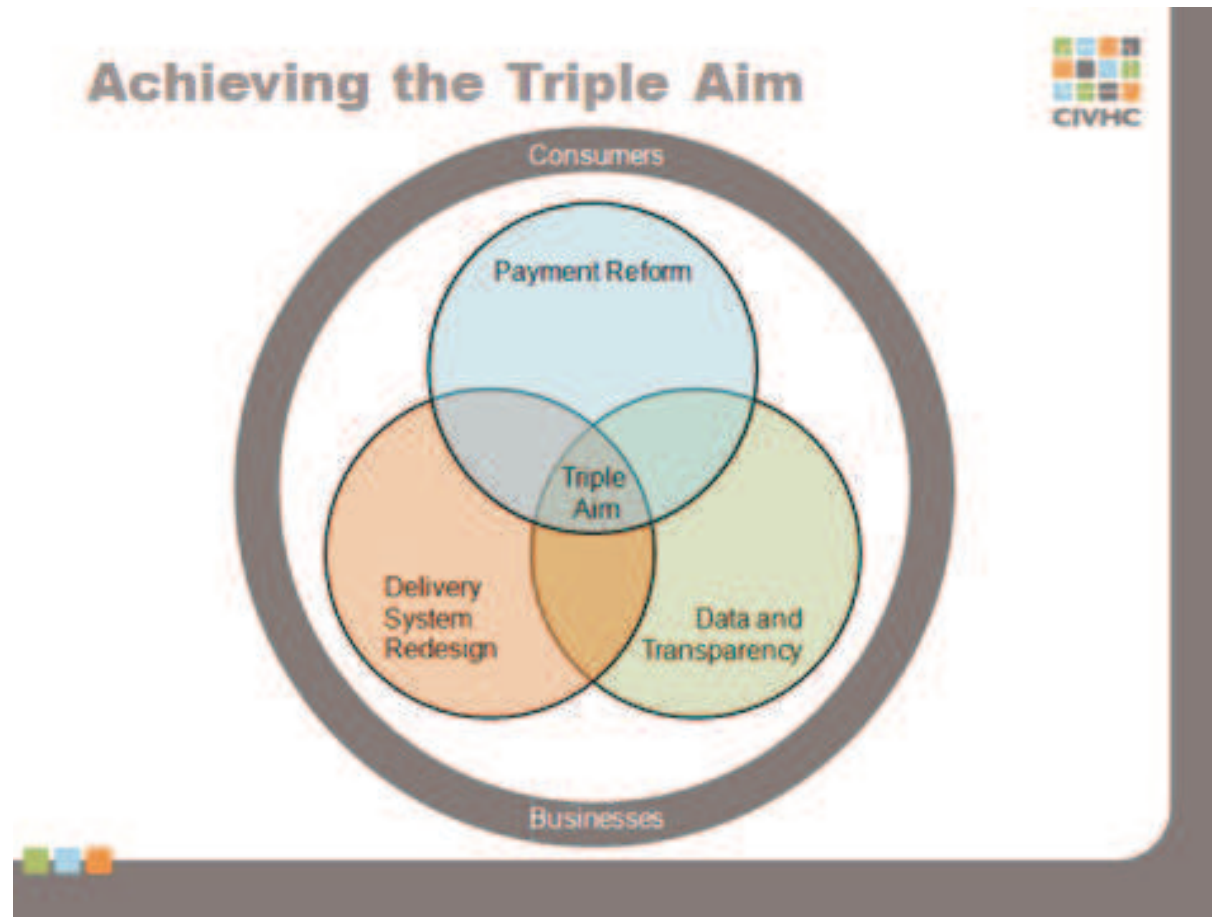 Achieving the Triple Aim
CIVHC
Consumers
Payment Reform
Triple
Aim
Delivery
System
Redesign
Data and
Transparency
Businesses